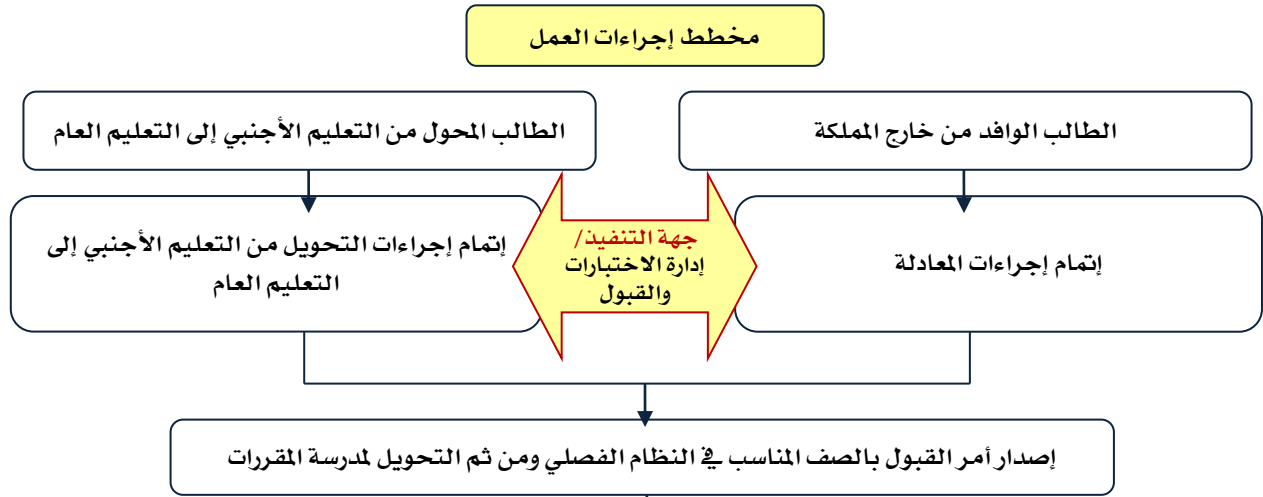 مخطط إجراءات العمل
الطالب الوافد من خارج المملكة
الطالب المحول من التعليم الأجنبي إلى التعليم العام
إتمام إجراءات المعادلة
جهة التنفيذ/
إدارة الاختبارات
والقبول
إتمام إجراءات التحويل من التعليم الأجنبي إلى
التعليم العام
إصدار أمر القبول بالصف المناسب في النظام الفصلي ومن ثم التحويل لمدرسة المقررات